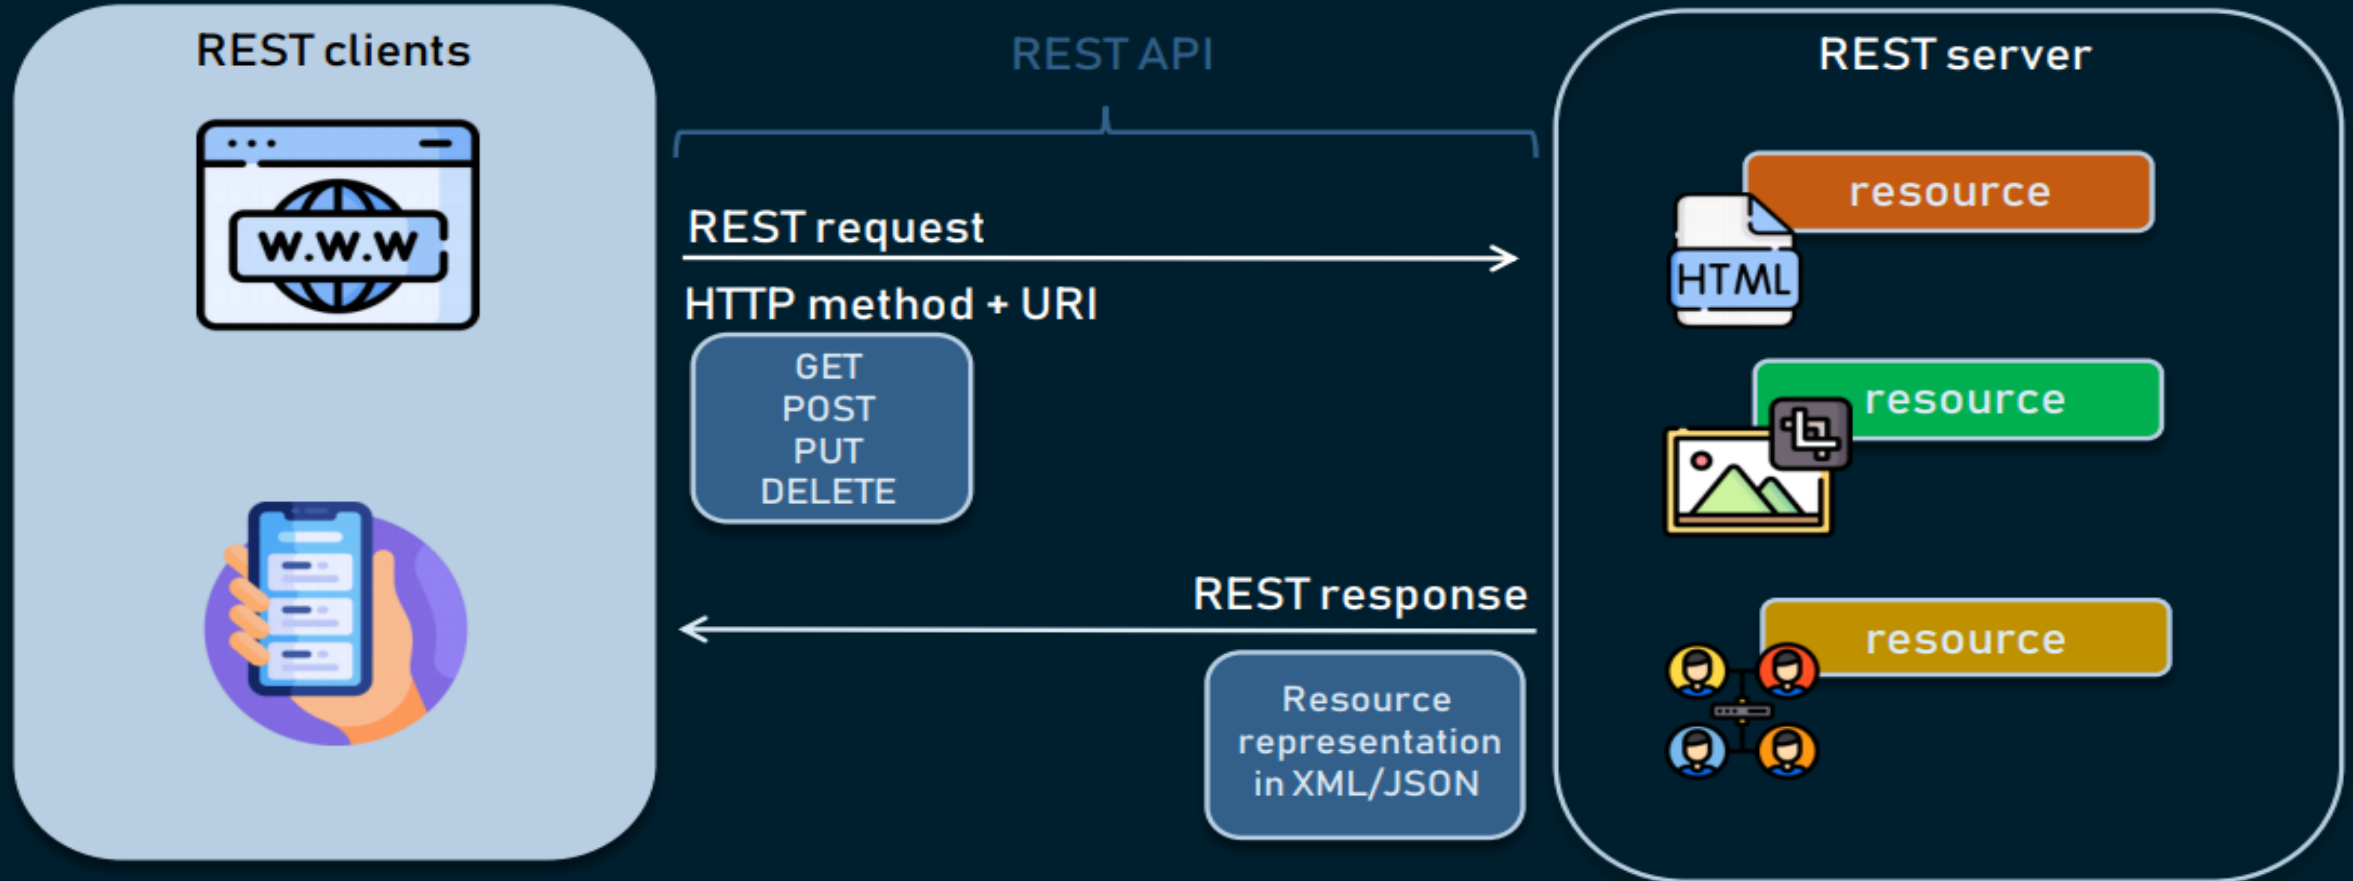 REST clients
W.W.W
REST API
REST request
HTTP method + URI
GET
POST
PUT
DELETE
REST response
Resource
representation
in XML/JSON
REST server
resource
HTML
resource
resource